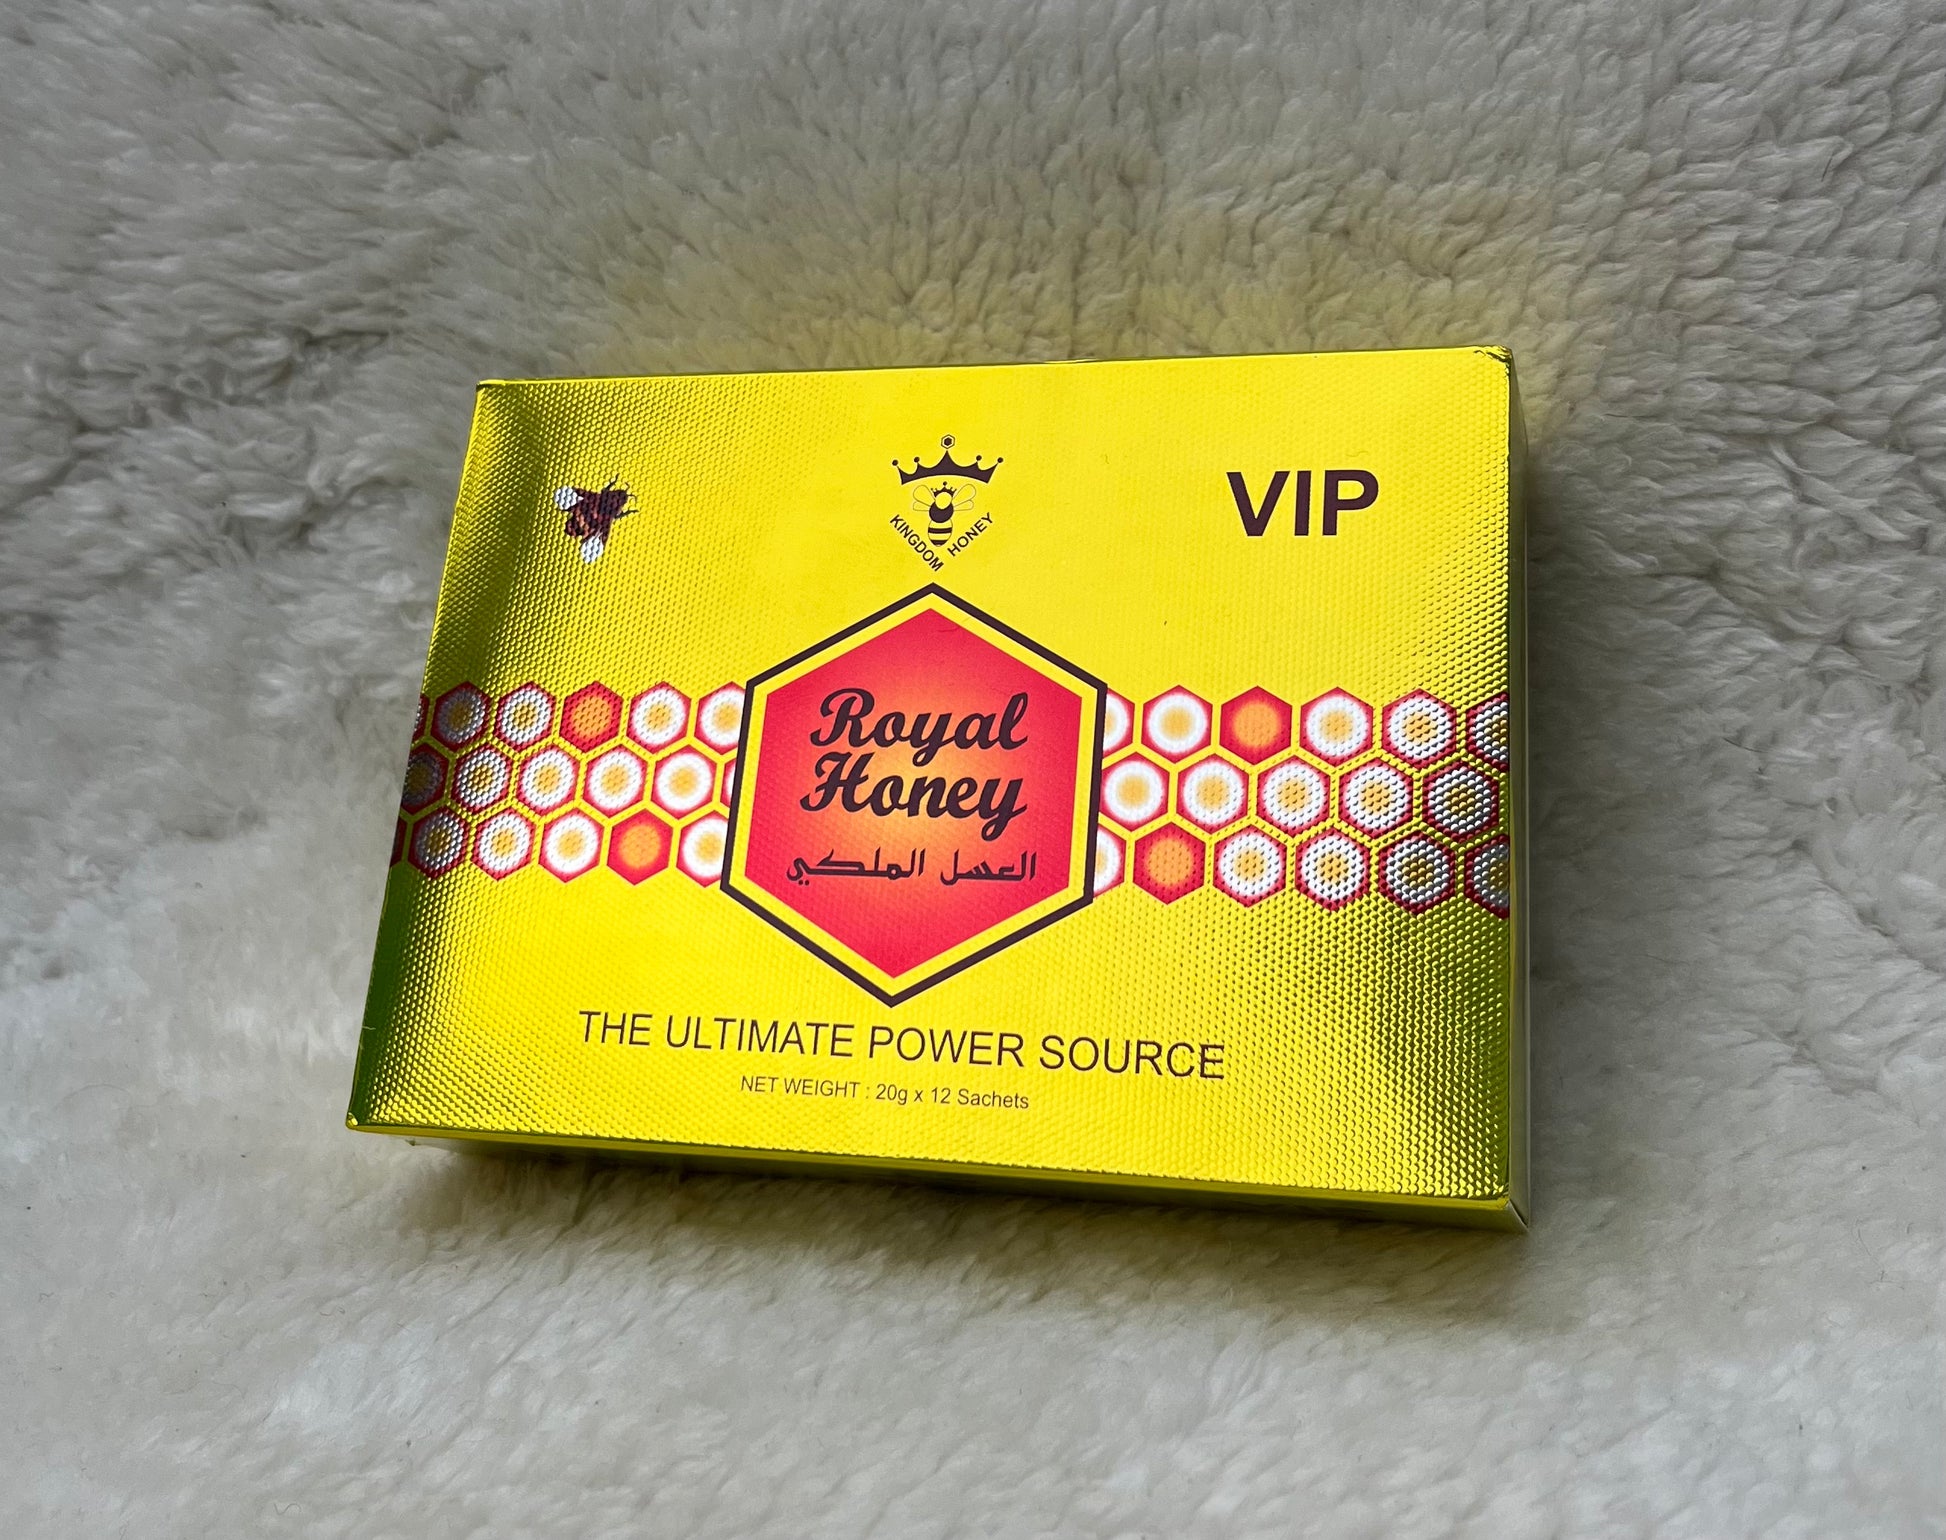 KINGDOM HONEY
VIP
Royal
Honey
العسل الملكي
THE ULTIMATE POWER SOURCE
NET WEIGHT : 20g x 12 Sachets